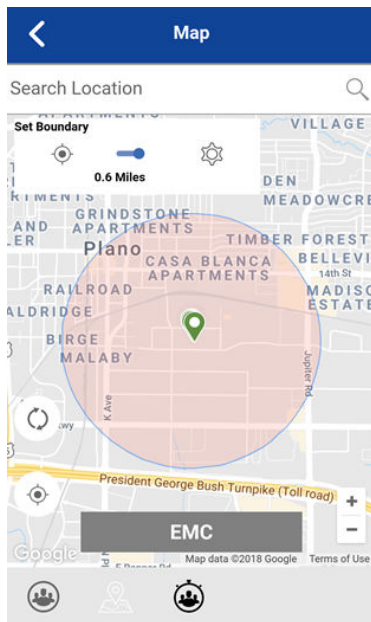 Map
Search Location
APARTMENTS
VILLAGE
Set Boundary
0.6 Miles
DEN
MEADOWCRE
RTMENTS
GRINDSTONE
APARTMENTS
AND
LER
TIMBER FOREST
Plano
CASA BLANCA
APARTMENTS
BELLEVI
14th St
RAILROAD
MADISO
ESTATE
ALDRIDGE
BIRGE
MALABY
Jupiter Rd
K Ave
wy
President George Bush Turnpike (Toll road)
+
−
EMC
Google
Map data ©2018 Google
Terms of Use